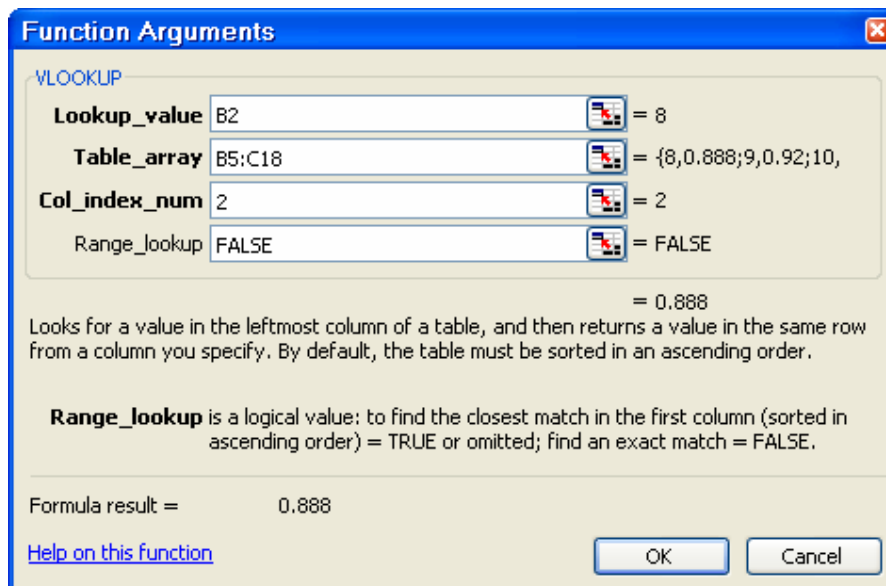 Function Arguments
VLOOKUP
Lookup_value B2 = 8
Table_array B5:C18 = {8,0.888;9,0.92;10,
Col_index_num 2 = 2
Range_lookup FALSE = FALSE
= 0.888
Looks for a value in the leftmost column of a table, and then returns a value in the same row
from a column you specify. By default, the table must be sorted in an ascending order.
Range_lookup is a logical value: to find the closest match in the first column (sorted in
ascending order) = TRUE or omitted; find an exact match = FALSE.
Formula result = 0.888
Help on this function OK Cancel